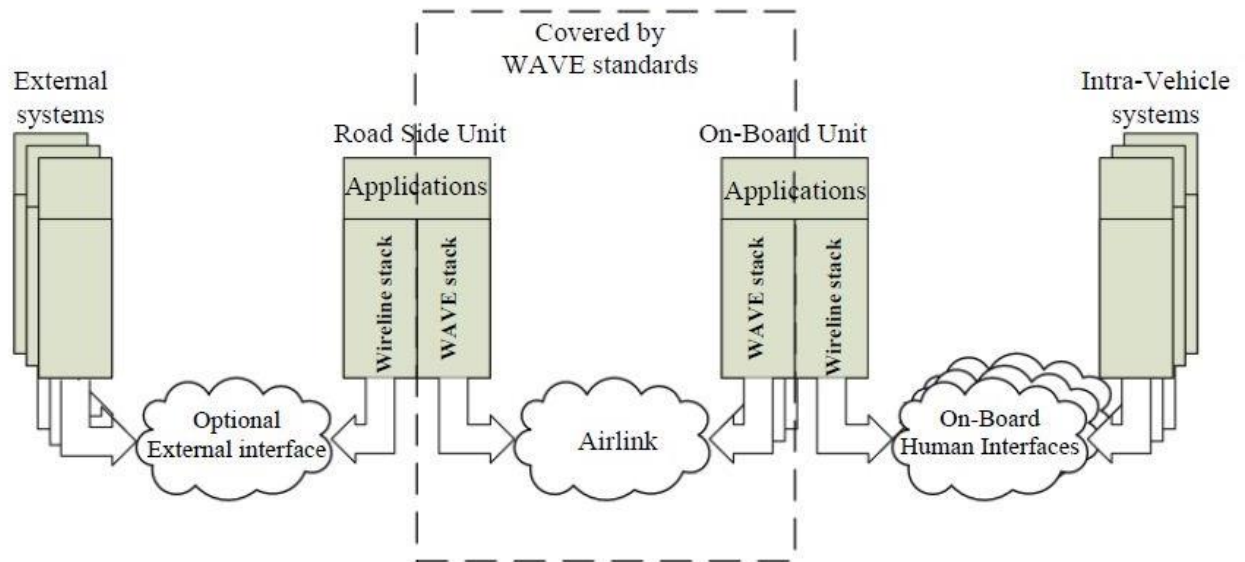 Covered by
WAVE standards
External
systems
Intra-Vehicle
systems
Road Side Unit
On-Board Unit
Applications
Applications
Wireline stack
WAVE stack
WAVE stack
Wireline stack
Optional
External interface
Airlink
On-Board
Human Interfaces